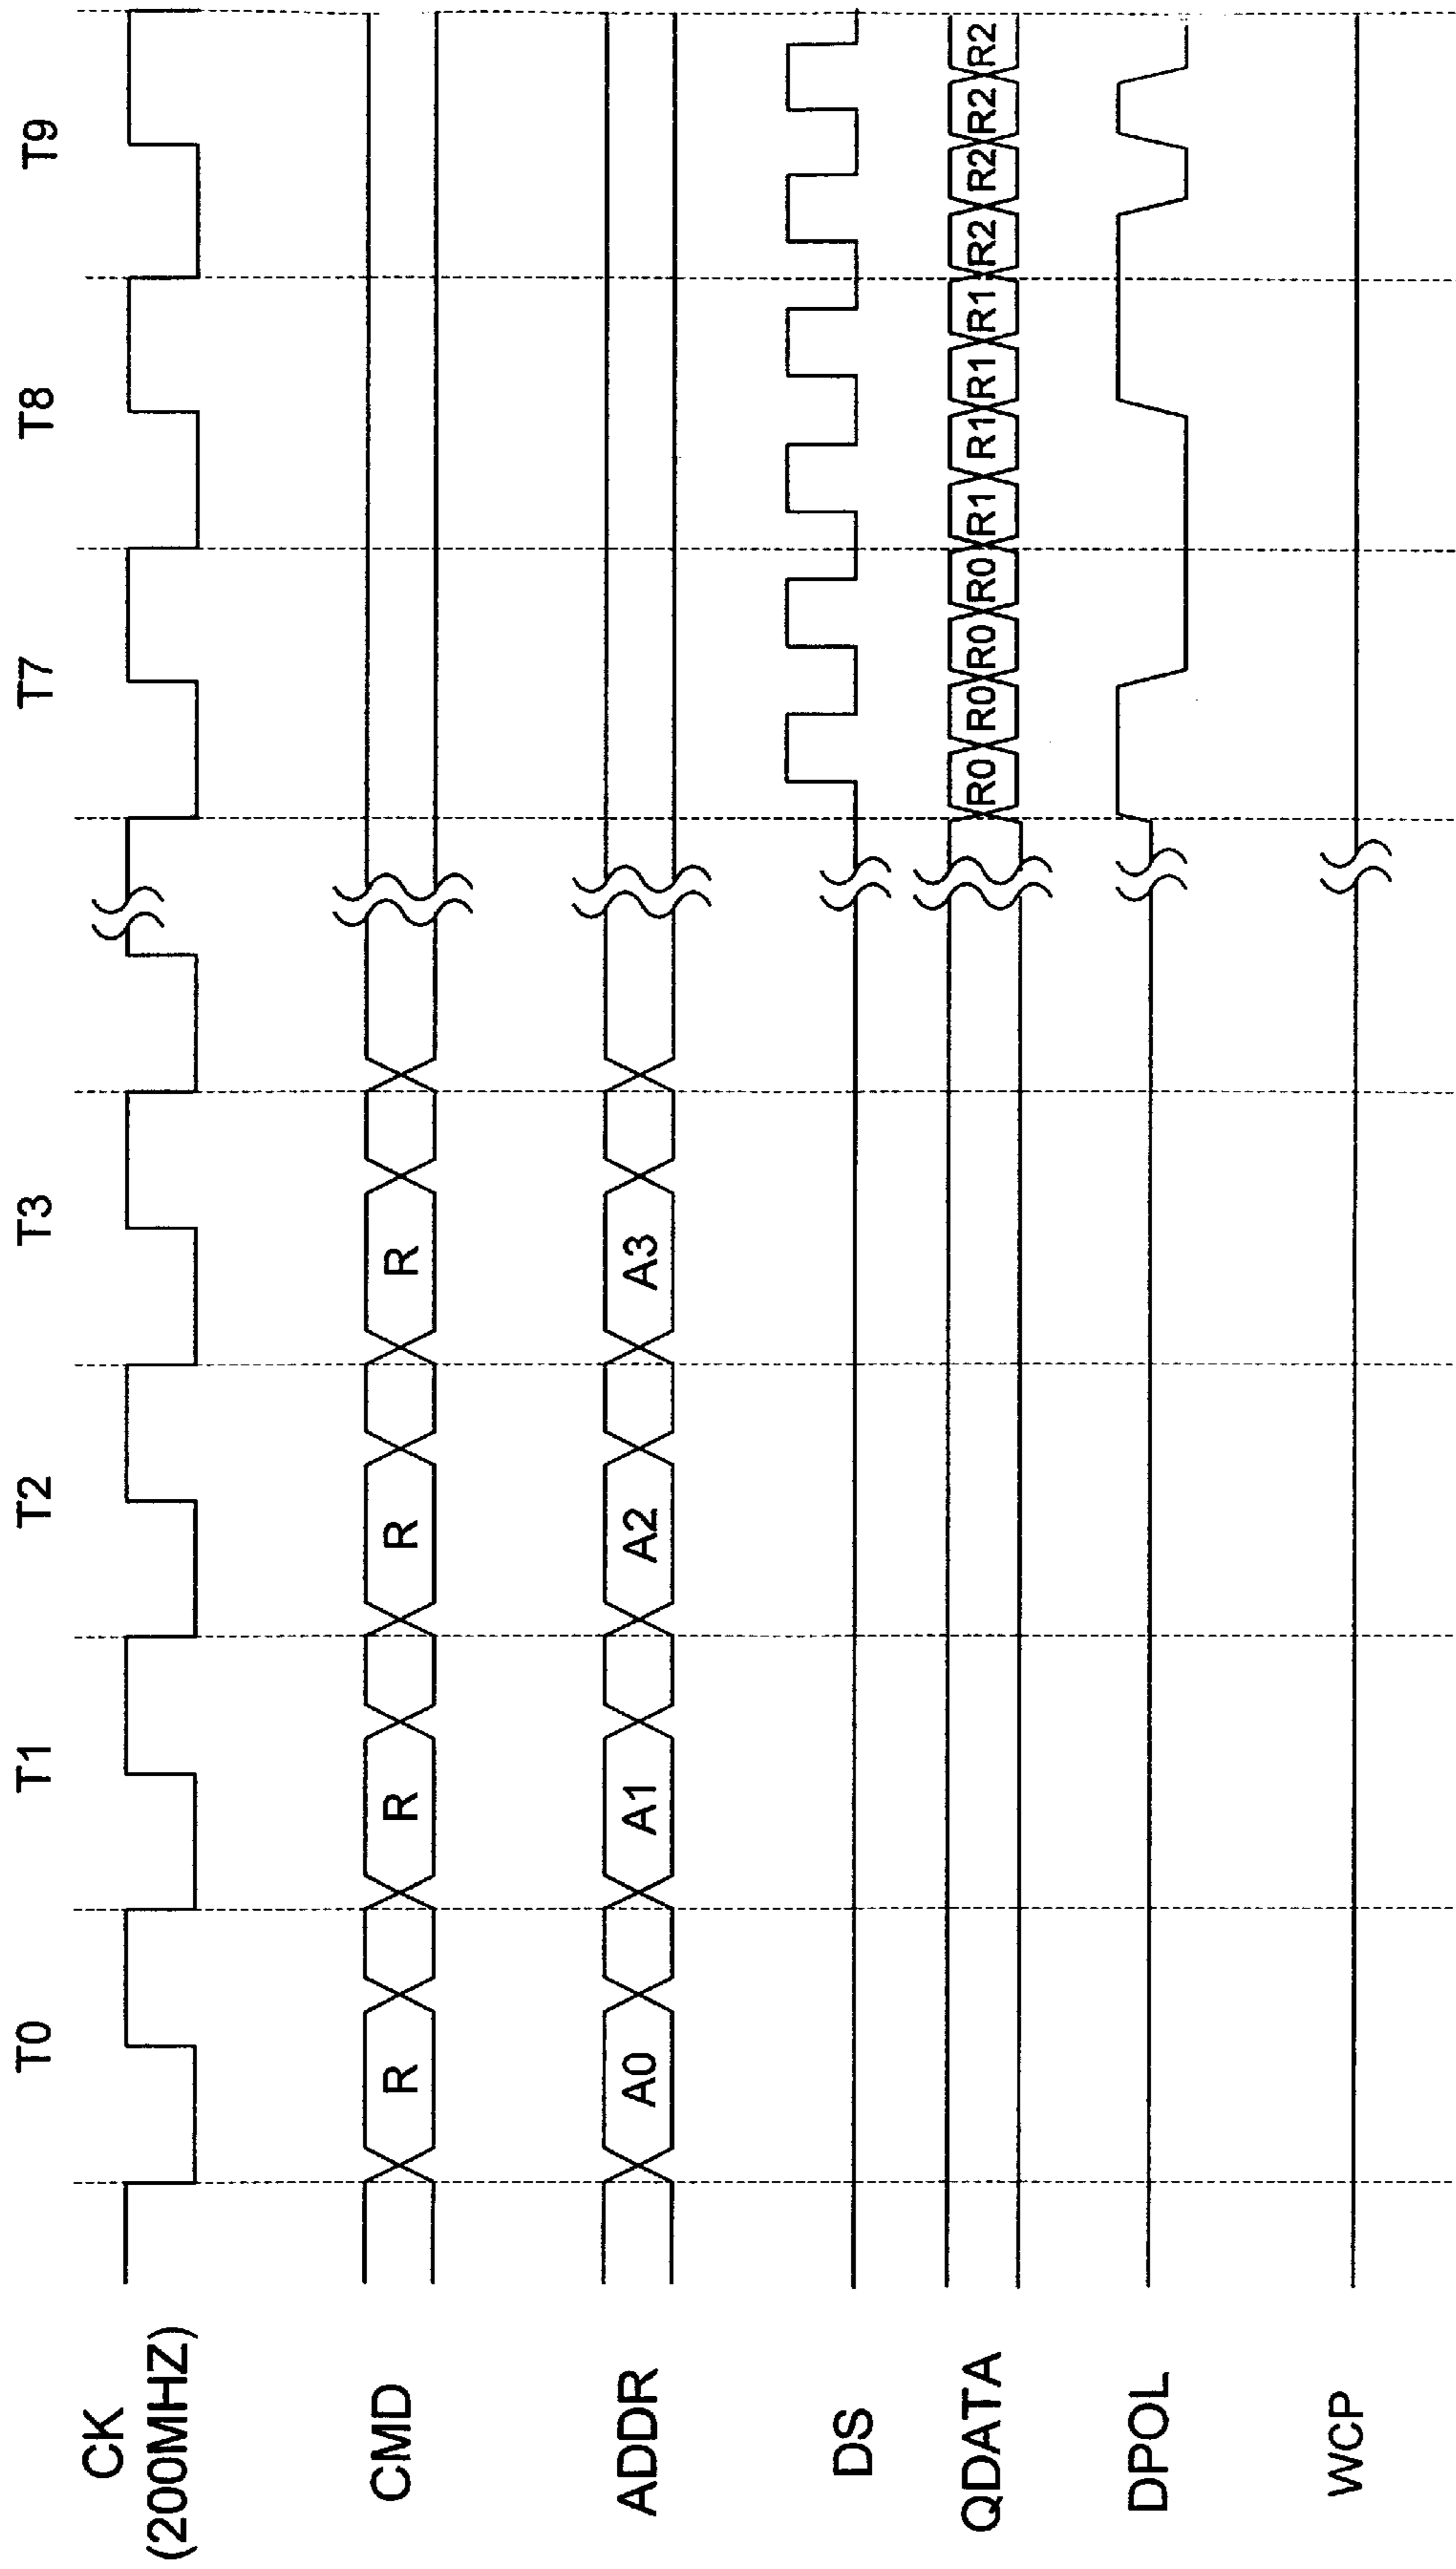 T0 T1 T2 T3 T7 T8 T9
CK
(200MHZ)
CMD R R R R
ADDR A0 A1 A2 A3
DS
QDATA R0 R0 R0 R0 R1 R1 R1 R1 R2 R2 R2 R2
DPOL
WCP